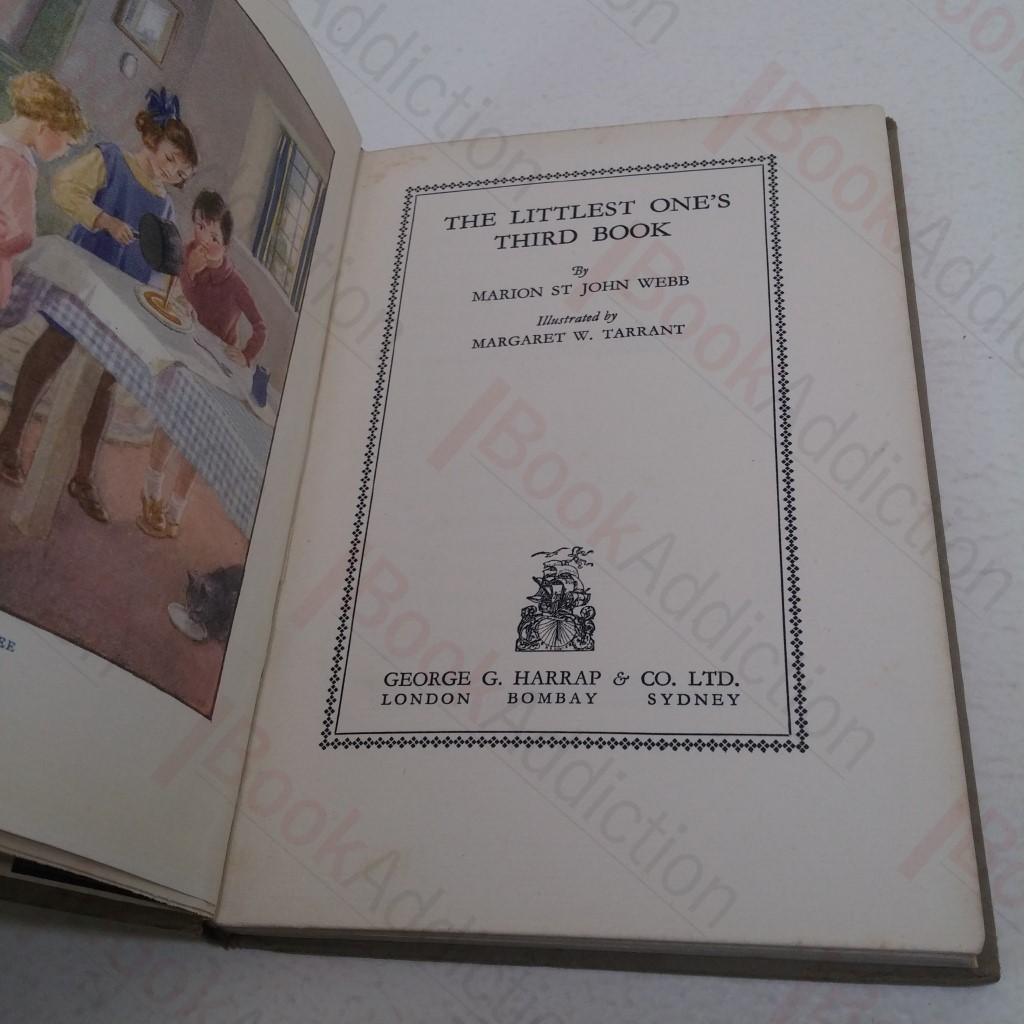 THE LITTLEST ONE'S
THIRD BOOK
By
MARION ST JOHN WEBB
Illustrated by
MARGARET W. TARRANT
GEORGE G. HARRAP & CO. LTD.
LONDON BOMBAY SYDNEY
BookAddiction